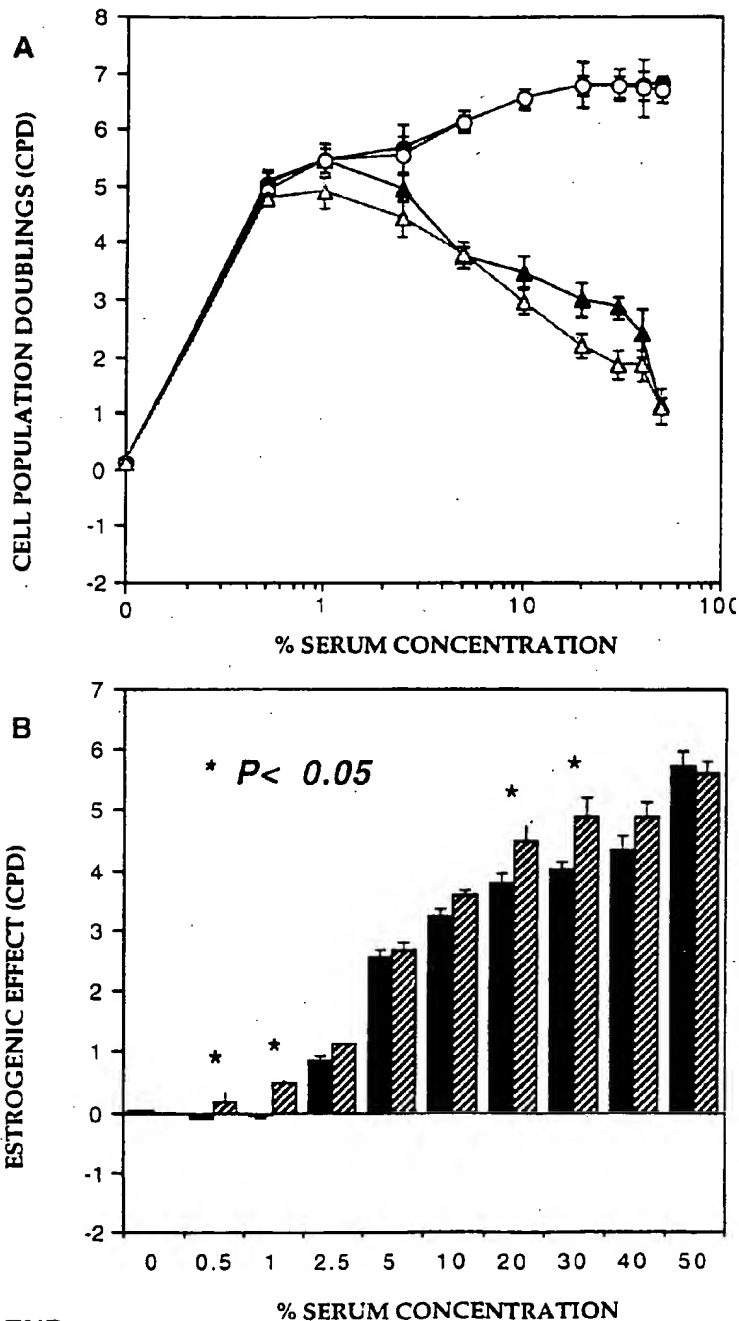 A
CELL POPULATION DOUBLINGS (CPD)
8
7
6
5
4
3
2
1
0
-1
-2
0 1 10 100
% SERUM CONCENTRATION
B
ESTROGENIC EFFECT (CPD)
7
6
5
4
3
2
1
0
-1
-2
* P< 0.05
*
*
*
*
0 0.5 1 2.5 5 10 20 30 40 50
% SERUM CONCENTRATION